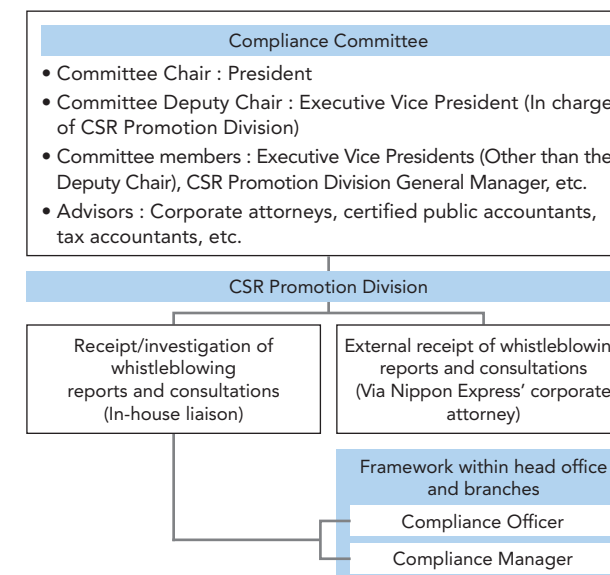 Compliance Committee
• Committee Chair : President
• Committee Deputy Chair : Executive Vice President (In charge
of CSR Promotion Division)
• Committee members : Executive Vice Presidents (Other than the
Deputy Chair), CSR Promotion Division General Manager, etc.
• Advisors : Corporate attorneys, certified public accountants,
tax accountants, etc.
CSR Promotion Division
Receipt/investigation of
whistleblowing
reports and consultations
(In-house liaison)
External receipt of whistleblowin
reports and consultations
(Via Nippon Express’ corporate
attorney)
Framework within head office
and branches
Compliance Officer
Compliance Manager